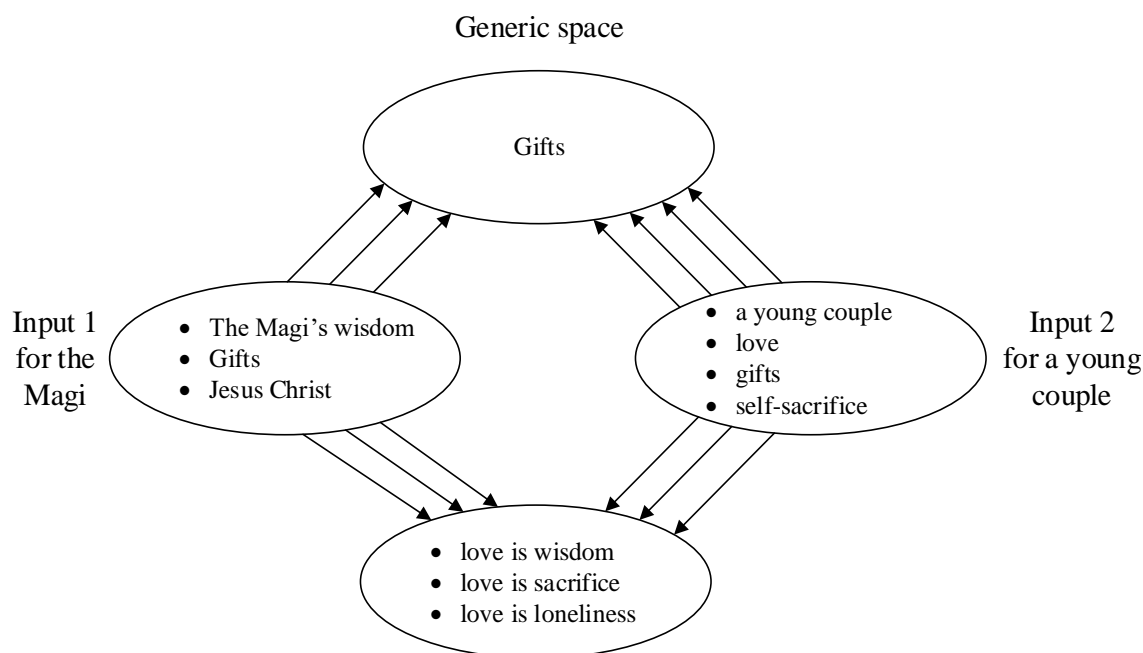 Generic space
Gifts
Input 1
for the
Magi
• The Magi’s wisdom
• Gifts
• Jesus Christ
• a young couple
• love
• gifts
• self-sacrifice
Input 2
for a young
couple
• love is wisdom
• love is sacrifice
• love is loneliness